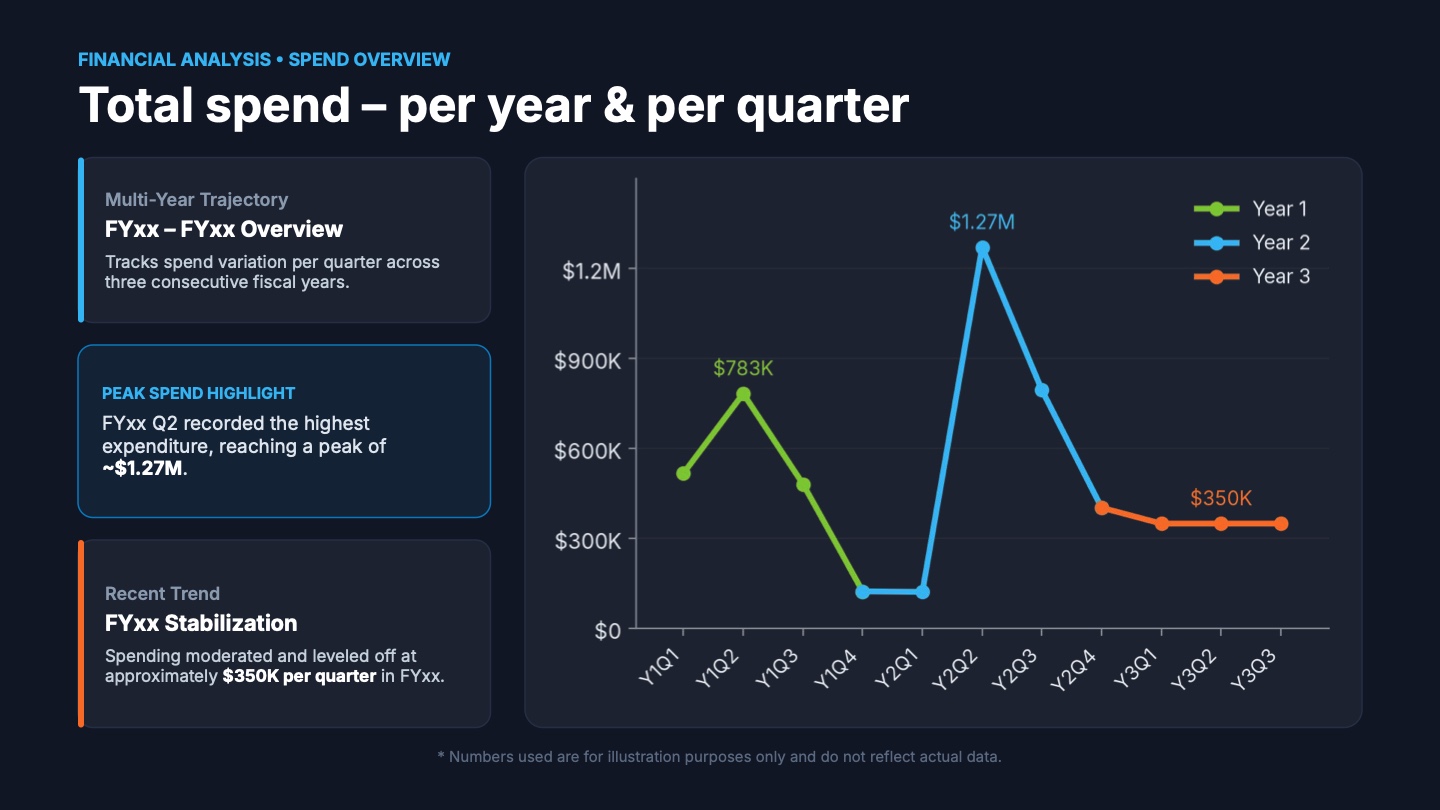 FINANCIAL ANALYSIS • SPEND OVERVIEW
Total spend – per year & per quarter
Multi-Year Trajectory
FYxx – FYxx Overview
Tracks spend variation per quarter across
three consecutive fiscal years.
PEAK SPEND HIGHLIGHT
FYxx Q2 recorded the highest
expenditure, reaching a peak of
~$1.27M.
Recent Trend
FYxx Stabilization
Spending moderated and leveled off at
approximately $350K per quarter in FYxx.
Year 1
Year 2
Year 3
$1.27M
$783K
$350K
$1.2M
$900K
$600K
$300K
$0
Y1Q1
Y1Q2
Y1Q3
Y1Q4
Y2Q1
Y2Q2
Y2Q3
Y2Q4
Y3Q1
Y3Q2
Y3Q3
* Numbers used are for illustration purposes only and do not reflect actual data.